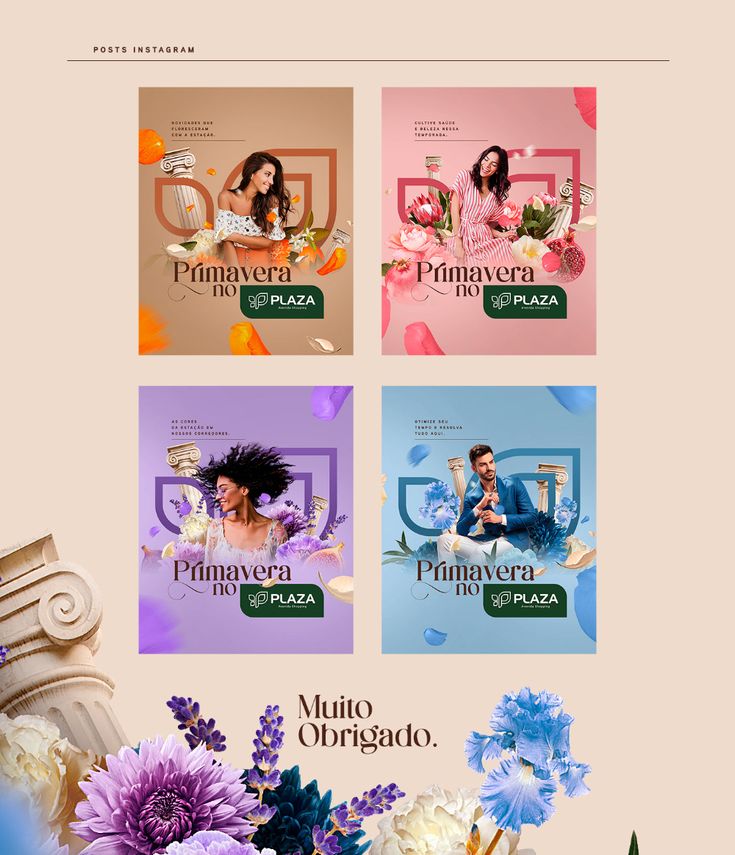 POSTS INSTAGRAM
NOVIDADES QUE
FLORESCERAM
COM A ESTAÇÃO.
Primavera
no
PLAZA
Avenida Shopping
CULTIVE SAÚDE
E BELEZA NESSA
TEMPORADA.
Primavera
no
PLAZA
Avenida Shopping
AS CORES
DA ESTAÇÃO EM
NOSSOS CORREDORES.
Primavera
no
PLAZA
Avenida Shopping
OTIMIZE SEU
TEMPO E RESOLVA
TUDO AQUI.
Primavera
no
PLAZA
Avenida Shopping
Muito
Obrigado.